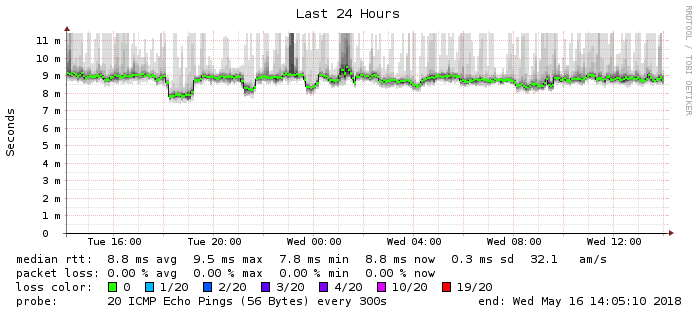 Last 24 Hours
RRDTOOL / TOBI OETIKER
Seconds
11 m
10 m
9 m
8 m
7 m
6 m
5 m
4 m
3 m
2 m
1 m
0
Tue 16:00 Tue 20:00 Wed 00:00 Wed 04:00 Wed 08:00 Wed 12:00
median rtt: 8.8 ms avg 9.5 ms max 7.8 ms min 8.8 ms now 0.3 ms sd 32.1 am/s
packet loss: 0.00 % avg 0.00 % max 0.00 % min 0.00 % now
loss color: 0 1/20 2/20 3/20 4/20 10/20 19/20
probe: 20 ICMP Echo Pings (56 Bytes) every 300s end: Wed May 16 14:05:10 2018